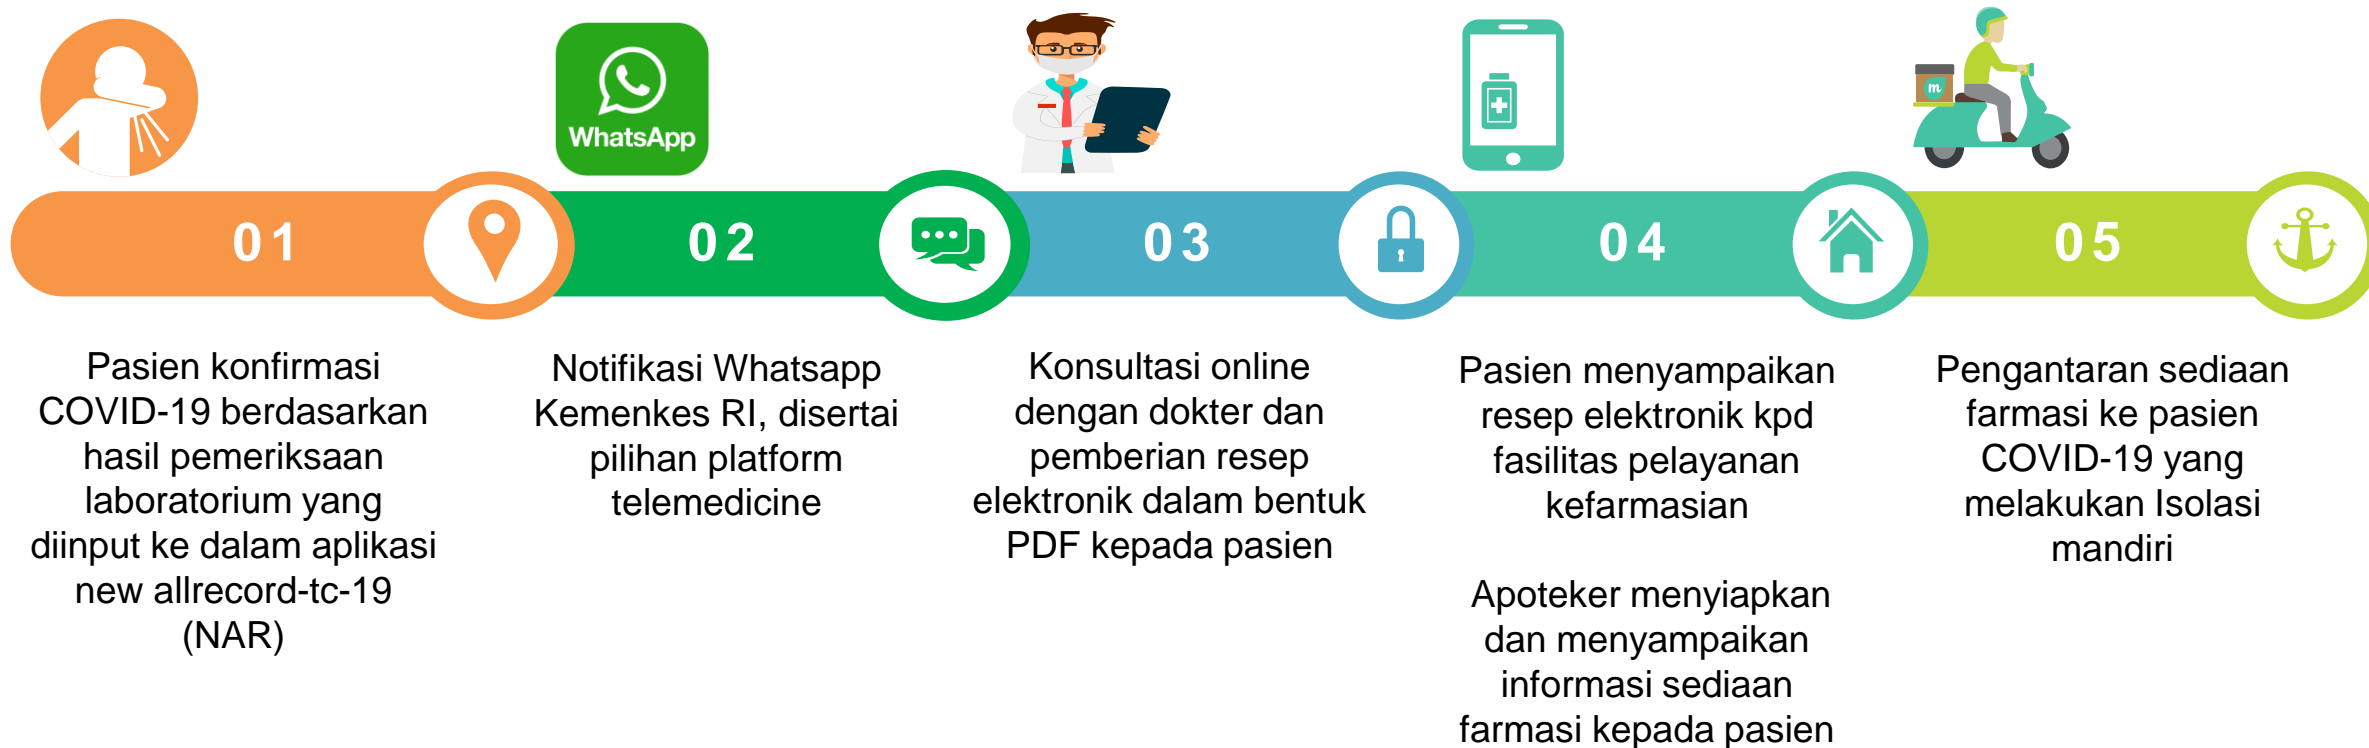 WhatsApp
m
01
02
03
04
05
Pasien konfirmasi
COVID-19 berdasarkan
hasil pemeriksaan
laboratorium yang
diinput ke dalam aplikasi
new allrecord-tc-19
(NAR)
Notifikasi Whatsapp
Kemenkes RI, disertai
pilihan platform
telemedicine
Konsultasi online
dengan dokter dan
pemberian resep
elektronik dalam bentuk
PDF kepada pasien
Pasien menyampaikan
resep elektronik kpd
fasilitas pelayanan
kefarmasian
Apoteker menyiapkan
dan menyampaikan
informasi sediaan
farmasi kepada pasien
Pengantaran sediaan
farmasi ke pasien
COVID-19 yang
melakukan Isolasi
mandiri